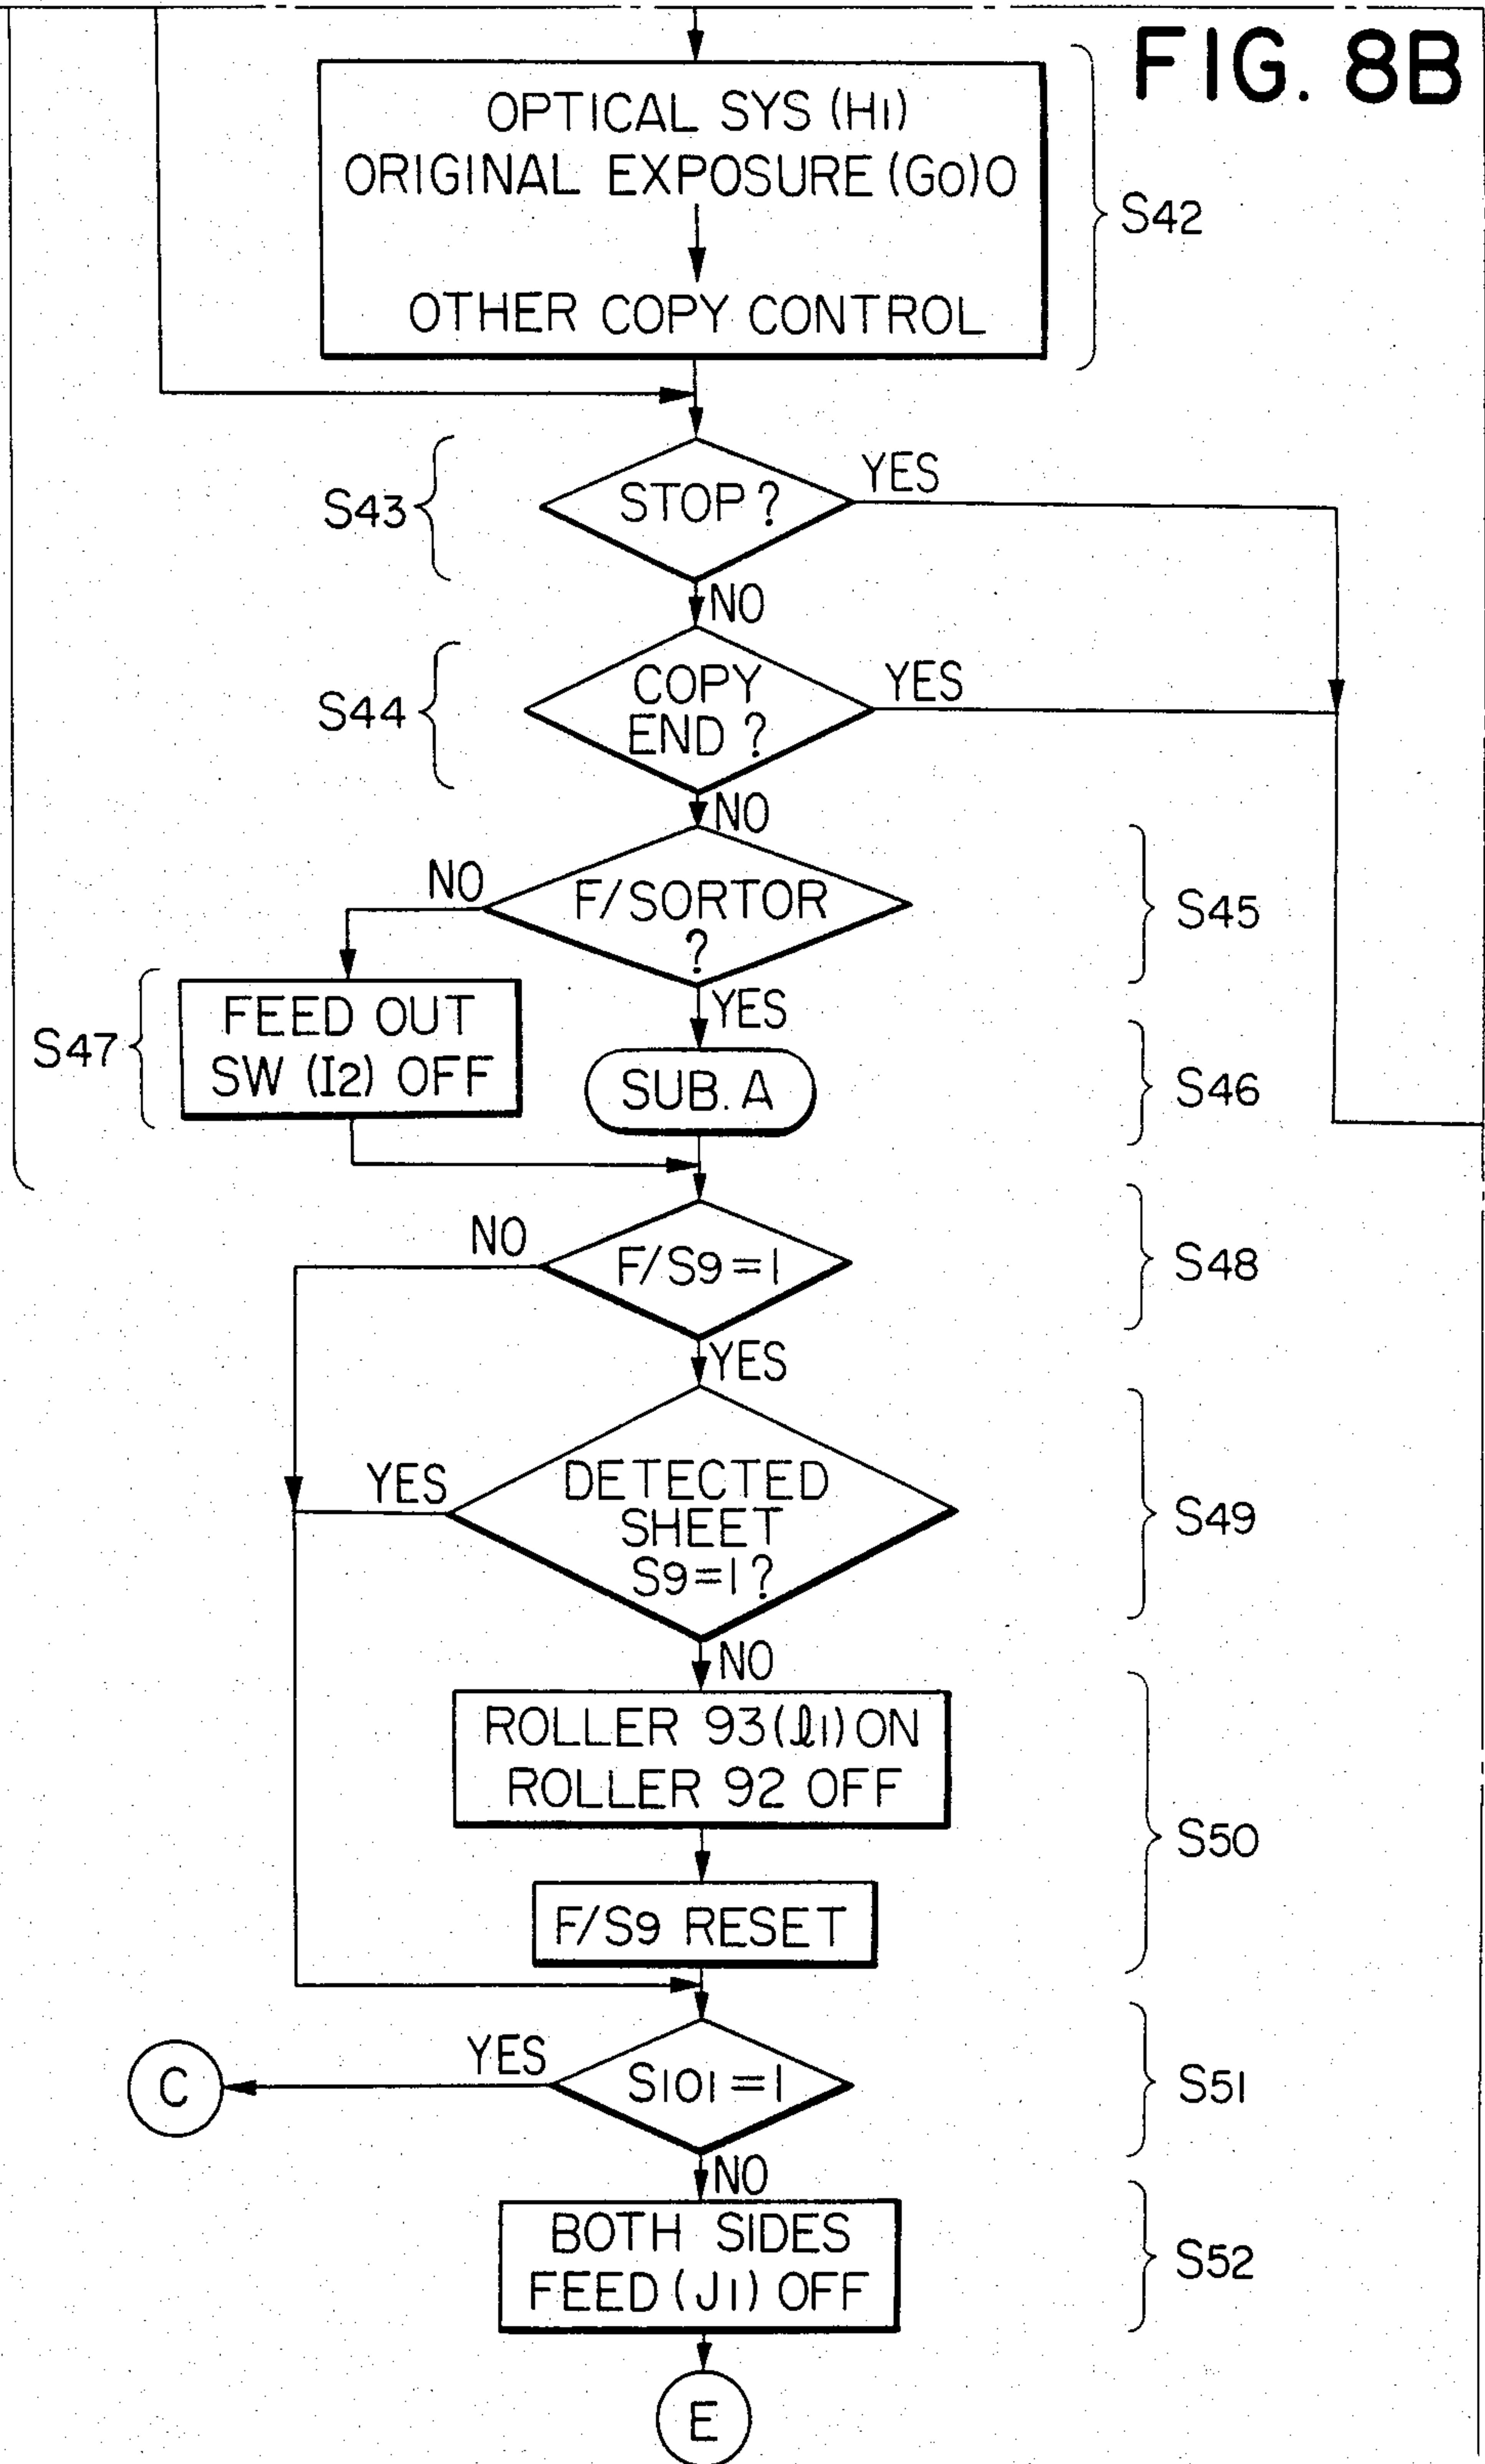 FIG. 8B
OPTICAL SYS (H1)
ORIGINAL EXPOSURE (G0)O
OTHER COPY CONTROL
S42
STOP?
YES
S43
NO
COPY
END?
YES
S44
NO
F/SORTOR
?
NO
S45
YES
FEED OUT
SW (I2) OFF
S47
SUB. A
S46
F/S9=1
NO
S48
YES
DETECTED
SHEET
S9=1?
YES
S49
NO
ROLLER 93(ℓ1)ON
ROLLER 92 OFF
F/S9 RESET
S50
S101=1
YES
C
S51
NO
BOTH SIDES
FEED (J1) OFF
S52
E